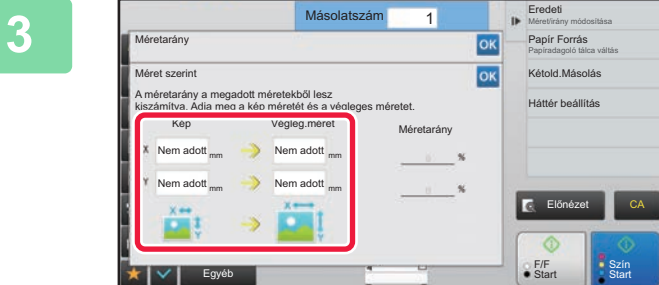 3
Másolatszám 1
Méretarány OK
Méret szerint OK
A méretarány a megadott méretekből lesz
kiszámítva. Adja meg a kép méretét és a végleges méretet.
Kép Végleg.méret Méretarány
X Nem adott mm Nem adott mm %
Y Nem adott mm Nem adott mm %
X Y X Y
Egyéb
Eredeti
Méret/irány módosítása
Papír Forrás
Papíradagoló tálca váltás
Kétold.Másolás
Háttér beállítás
Előnézet CA
F/F
Start
Szín
Start